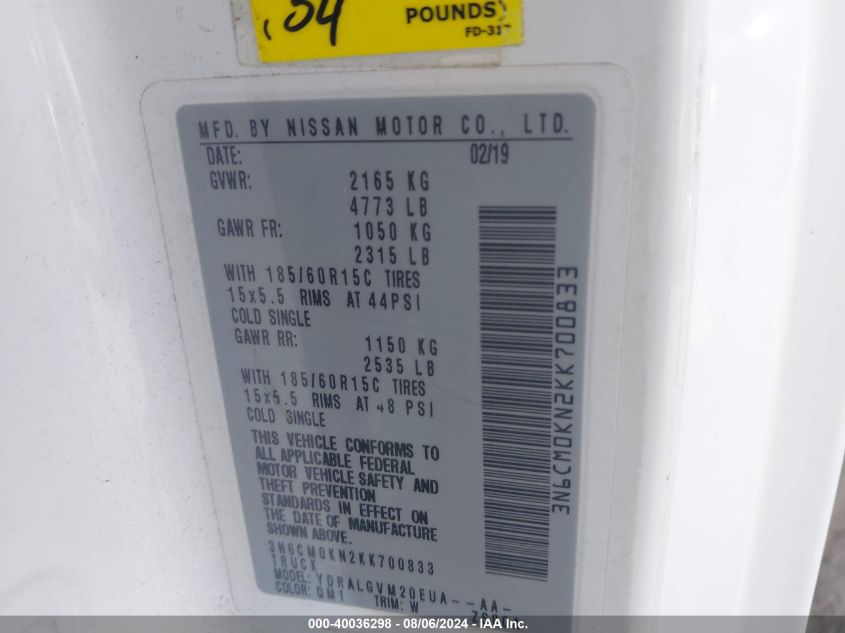 ,54 POUNDS
FD-31
MFD. BY NISSAN MOTOR CO., LTD.
DATE: 02/19
GVWR: 2165 KG
4773 LB
GAWR FR: 1050 KG
2315 LB
WITH 185/60R15C TIRES
15x5.5 RIMS AT 44PSI
COLD SINGLE
GAWR RR: 1150 KG
2535 LB
WITH 185/60R15C TIRES
15x5.5 RIMS AT 48 PSI
COLD SINGLE
THIS VEHICLE CONFORMS TO
ALL APPLICABLE FEDERAL
MOTOR VEHICLE SAFETY AND
THEFT PREVENTION
STANDARDS IN EFFECT ON
THE DATE OF MANUFACTURE
SHOWN ABOVE.
3N6CM0KN2KK700833
TRUCK
MODEL: YDRALGVM20EUA--AA-
COLOR: QM1 TRIM: W
3N6CM0KN2KK700833
100-40036298 - 08/06/2024 - IAAI.com